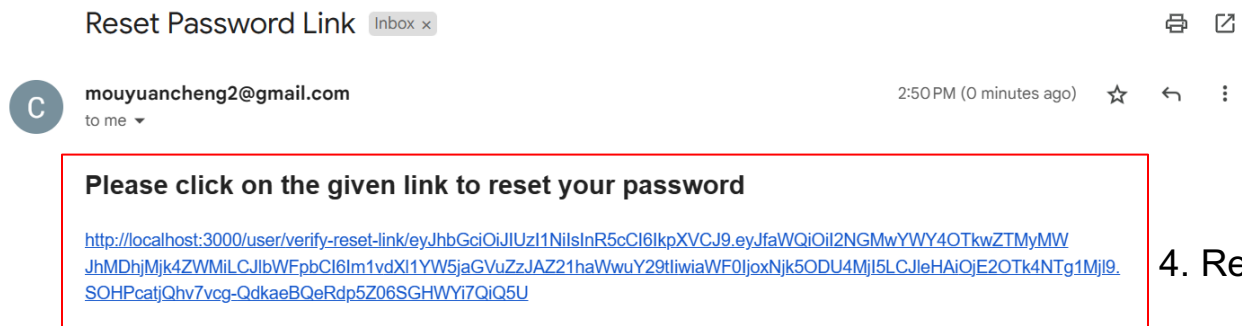 Reset Password Link Inbox ×
C
mouyuancheng2@gmail.com 2:50 PM (0 minutes ago)
to me
Please click on the given link to reset your password
http://localhost:3000/user/verify-reset-link/eyJhbGciOiJIUzI1NiIsInR5cCI6IkpXVCJ9.eyJfaWQiOiI2NGMwYWY4OTkwZTMyMW
JhMDhjMjk4ZWMiLCJlbWFpbCI6Im1vdXl1YW5jaGVuZzJAZ21haWwuY29tIiwiaWF0IjoxNjk5ODU4MjI5LCJleHAiOjE2OTk4NTg1Mjl9.
SOHPcatjQhv7vcg-QdkaeBQeRdp5Z06SGHWYi7QiQ5U
4. Re